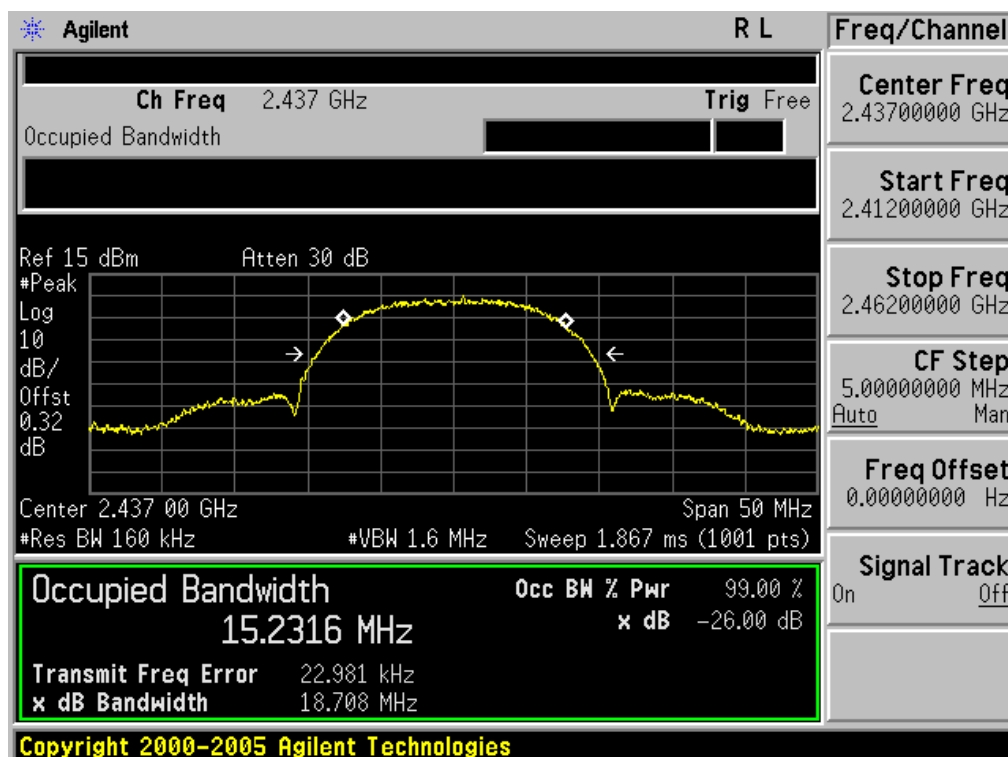 Agilent R L
Ch Freq 2.437 GHz Trig Free
Occupied Bandwidth
Ref 15 dBm Atten 30 dB
#Peak
Log
10
dB/
Offst
0.32
dB
Center 2.437 00 GHz Span 50 MHz
#Res BW 160 kHz #VBW 1.6 MHz Sweep 1.867 ms (1001 pts)
Occupied Bandwidth Occ BW % Pwr 99.00 %
15.2316 MHz x dB -26.00 dB
Transmit Freq Error 22.981 kHz
x dB Bandwidth 18.708 MHz
Copyright 2000-2005 Agilent Technologies
Freq/Channel
Center Freq
2.43700000 GHz
Start Freq
2.41200000 GHz
Stop Freq
2.46200000 GHz
CF Step
5.00000000 MHz
Auto Man
Freq Offset
0.00000000 Hz
Signal Track
On Off